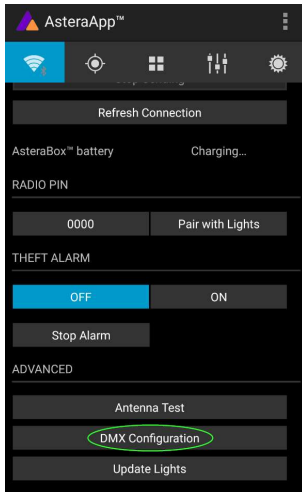 AsteraApp™
Refresh Connection
AsteraBox™ battery Charging...
RADIO PIN
0000 Pair with Lights
THEFT ALARM
OFF ON
Stop Alarm
ADVANCED
Antenna Test
DMX Configuration
Update Lights